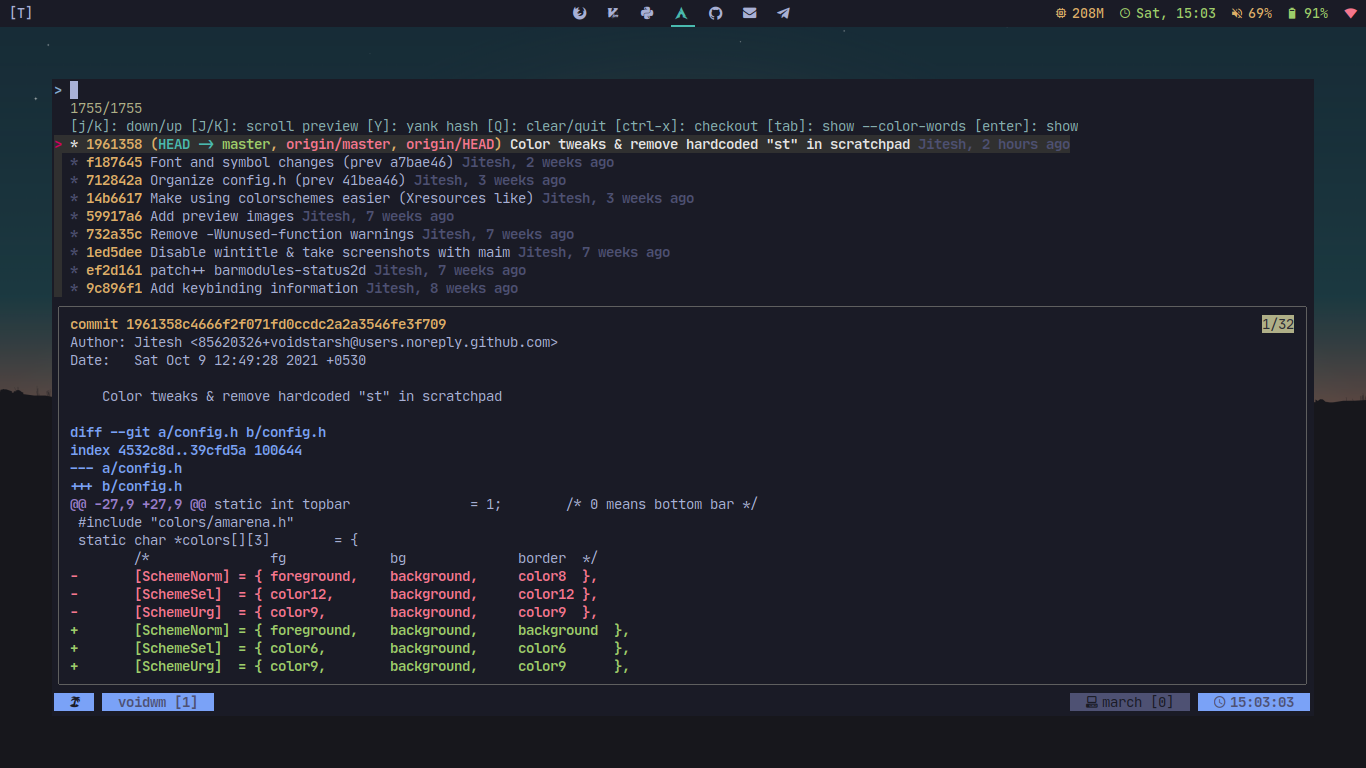 [T] 208M Sat, 15:03 69% 91%
>
1755/1755
[j/k]: down/up [J/K]: scroll preview [Y]: yank hash [Q]: clear/quit [ctrl-x]: checkout [tab]: show --color-words [enter]: show
> * 1961358 (HEAD -> master, origin/master, origin/HEAD) Color tweaks & remove hardcoded "st" in scratchpad Jitesh, 2 hours ago
* f187645 Font and symbol changes (prev a7bae46) Jitesh, 2 weeks ago
* 712842a Organize config.h (prev 41bea46) Jitesh, 3 weeks ago
* 14b6617 Make using colorschemes easier (Xresources like) Jitesh, 3 weeks ago
* 59917a6 Add preview images Jitesh, 7 weeks ago
* 732a35c Remove -Wunused-function warnings Jitesh, 7 weeks ago
* 1ed5dee Disable wintitle & take screenshots with maim Jitesh, 7 weeks ago
* ef2d161 patch++ barmodules-status2d Jitesh, 7 weeks ago
* 9c896f1 Add keybinding information Jitesh, 8 weeks ago
commit 1961358c4666f2f071fd0ccdc2a2a3546fe3f709 1/32
Author: Jitesh <85620326+voidstarsh@users.noreply.github.com>
Date:   Sat Oct 9 12:49:28 2021 +0530
Color tweaks & remove hardcoded "st" in scratchpad
diff --git a/config.h b/config.h
index 4532c8d..39cfd5a 100644
--- a/config.h
+++ b/config.h
@@ -27,9 +27,9 @@ static int topbar               = 1;        /* 0 means bottom bar */
#include "colors/amarena.h"
static char *colors[][3]        = {
/*               fg             bg              border  */
-       [SchemeNorm] = { foreground,    background,     color8  },
-       [SchemeSel]  = { color12,       background,     color12 },
-       [SchemeUrg]  = { color9,        background,     color9  },
+       [SchemeNorm] = { foreground,    background,     background  },
+       [SchemeSel]  = { color6,        background,     color6      },
+       [SchemeUrg]  = { color9,        background,     color9      },
voidwm [1] march [0] 15:03:03